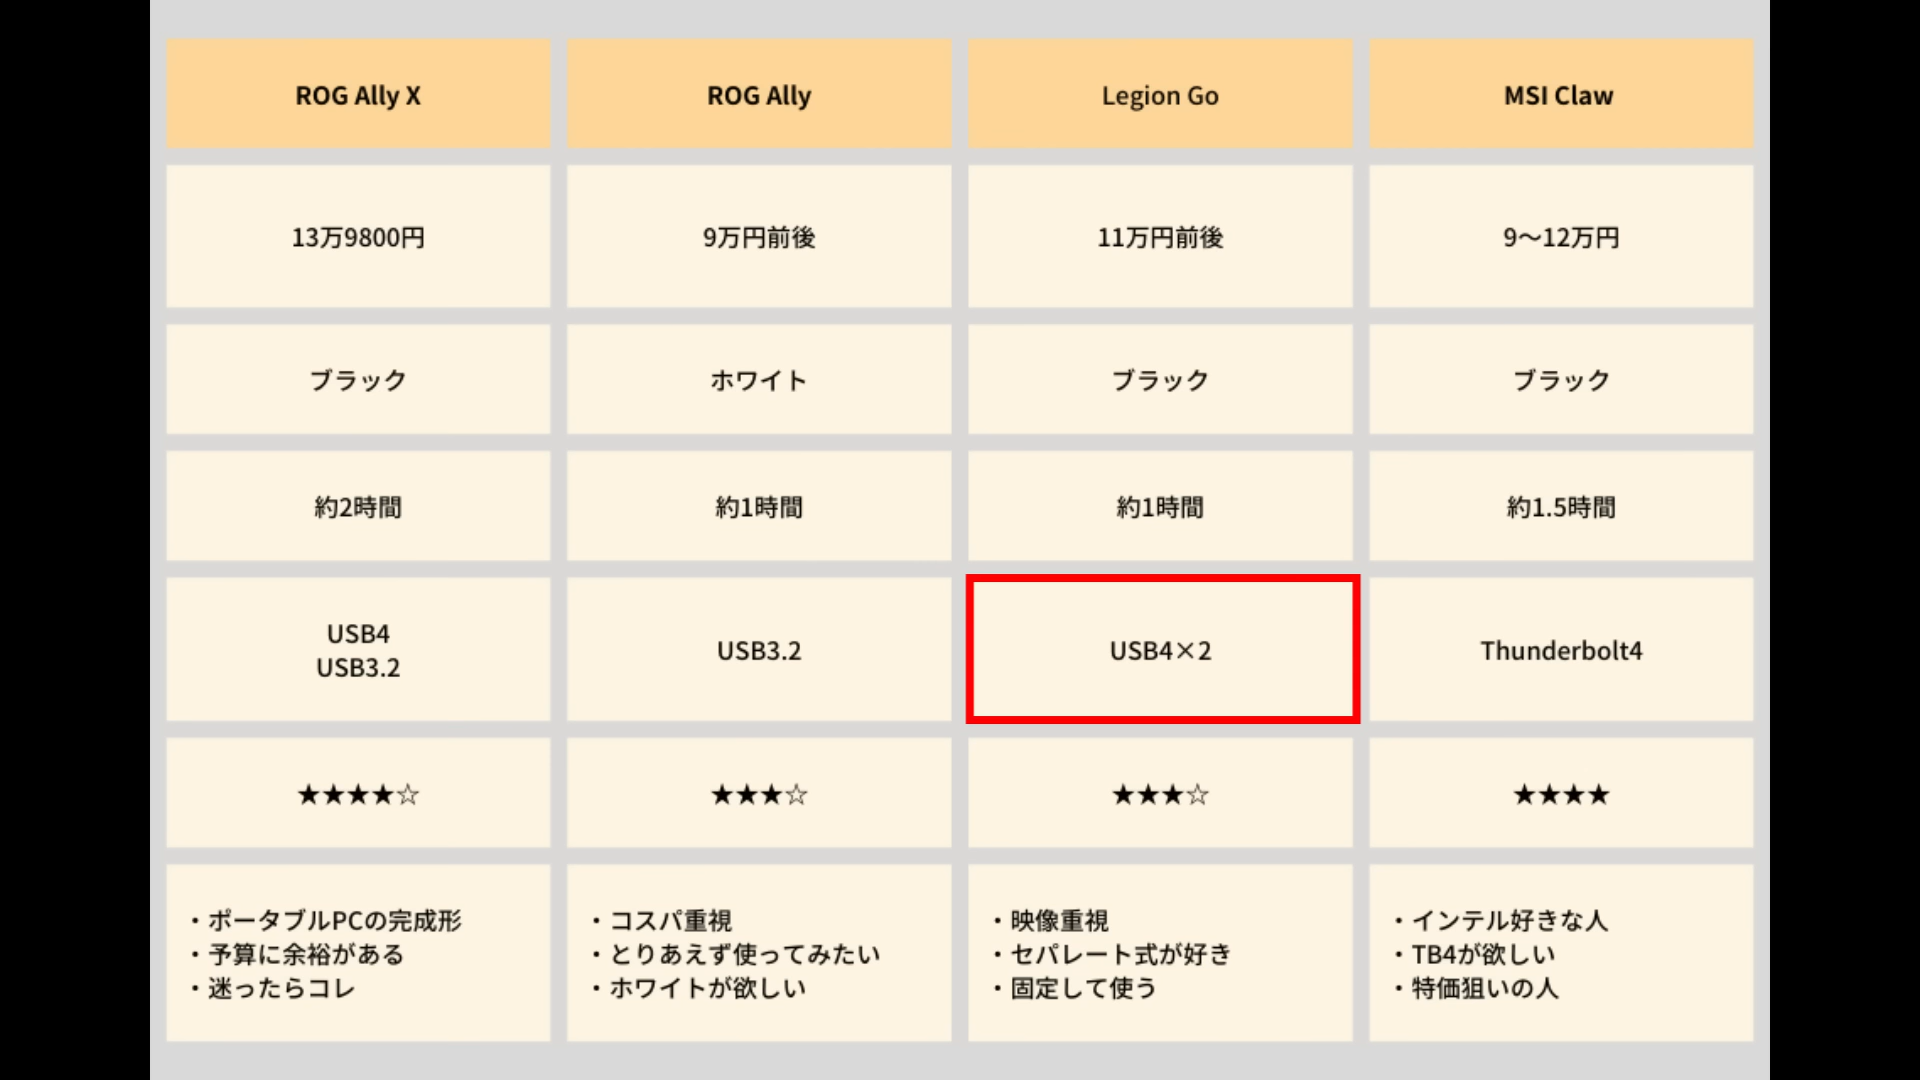 ROG Ally X
ROG Ally
Legion Go
MSI Claw
13万9800円
9万円前後
11万円前後
9〜12万円
ブラック
ホワイト
ブラック
ブラック
約2時間
約1時間
約1時間
約1.5時間
USB4
USB3.2
USB3.2
USB4×2
Thunderbolt4
★★★★☆
★★★☆
★★★☆
★★★★
・ポータブルPCの完成形
・予算に余裕がある
・迷ったらコレ
・コスパ重視
・とりあえず使ってみたい
・ホワイトが欲しい
・映像重視
・セパレート式が好き
・固定して使う
・インテル好きな人
・TB4が欲しい
・特価狙いの人